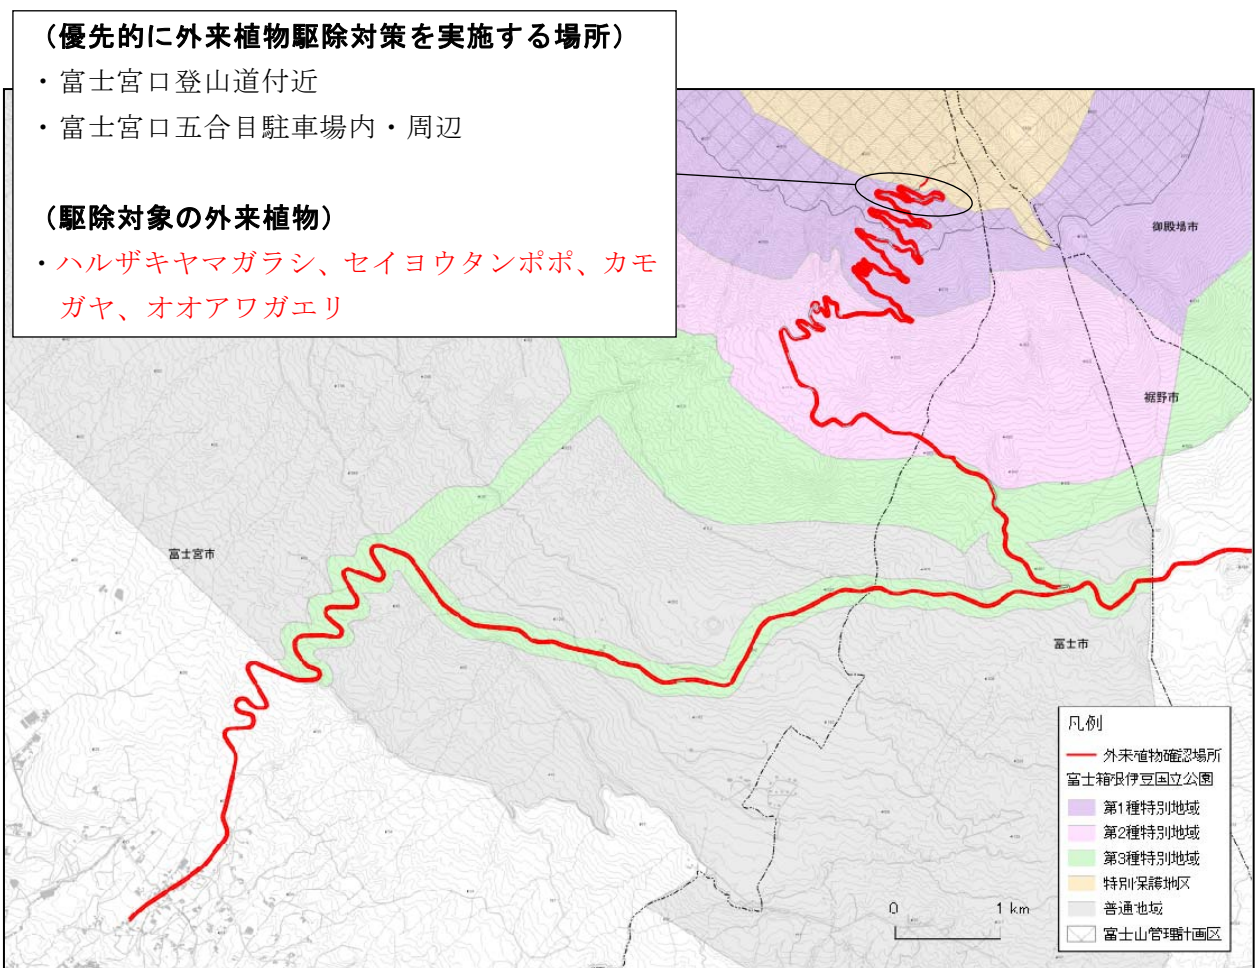 （優先的に外来植物駆除対策を実施する場所）
・富士宮口登山道付近
・富士宮口五合目駐車場内・周辺
（駆除対象の外来植物）
・ハルザキヤマガラシ、セイヨウタンポポ、カモ
ガヤ、オオアワガエリ
御殿場市
裾野市
富士宮市
富士市
凡例
外来植物確認場所
富士箱根伊豆国立公園
第1種特別地域
第2種特別地域
第3種特別地域
特別保護地区
普通地域
富士山管理計画区
0 1 km